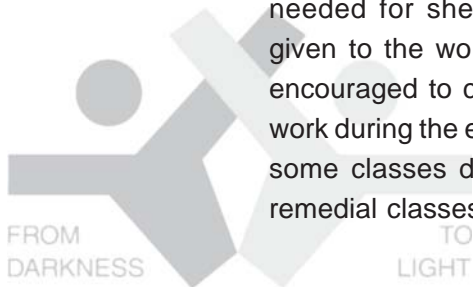 needed for she
given to the wo
encouraged to c
work during the e
some classes d
remedial classes
FROM
DARKNESS
TO
LIGHT